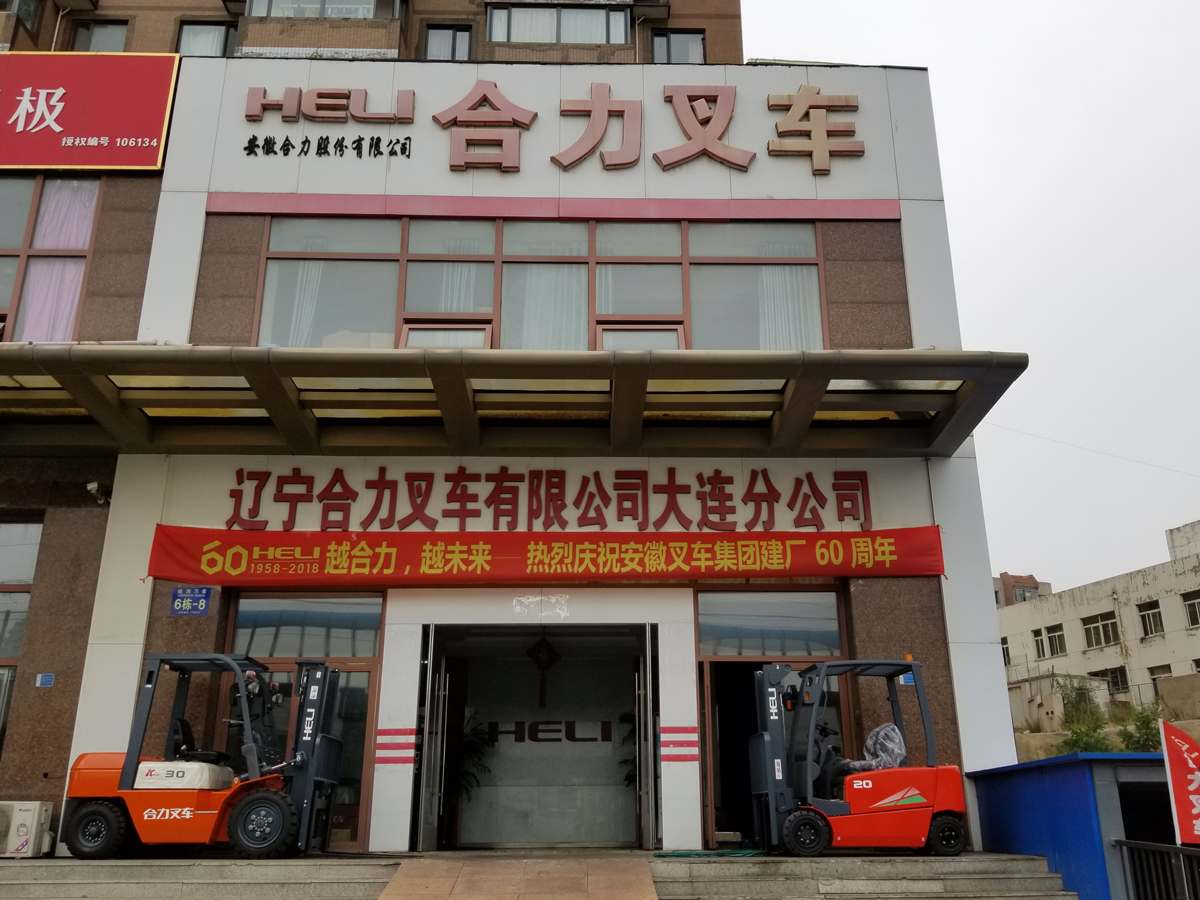 极
授权编号 106134
HELI 合力叉车
安徽合力股份有限公司
辽宁合力叉车有限公司大连分公司
60 HELI 1958-2018 越合力，越未来 — 热烈庆祝安徽叉车集团建厂 60 周年
6栋-8
HELI
HELI
HELI
30
合力叉车
20